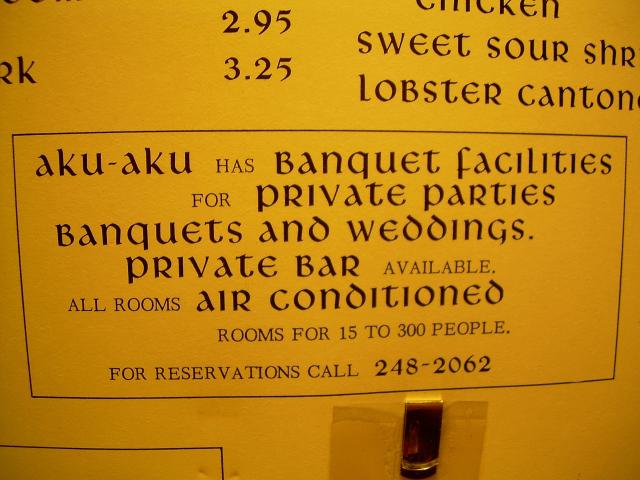 chicken
2.95
sweet sour shr
rk
3.25
lobster canton
aku-aku HAS Banquet facilities
FOR private parties
Banquets and weddings.
private Bar AVAILABLE.
ALL ROOMS air conditioned
ROOMS FOR 15 TO 300 PEOPLE.
FOR RESERVATIONS CALL 248-2062